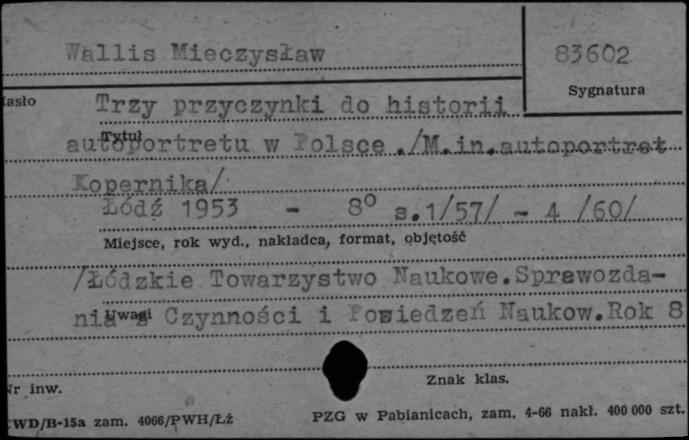 Wallis Mieczysław
83602
Sygnatura
asło
Trzy przyczynki do historii
Tytuł
autoportretu w Polsce ./M.in.autoportret
Kopernika/
Łódź 1953 - 8° s.1/57/ - 4 /60/
Miejsce, rok wyd., nakładca, format, objętość
/Łódzkie Towarzystwo Naukowe.Sprawozda-
nia z Czynności i Posiedzeń Naukow.Rok 8
Uwagi
Nr inw.
Znak klas.
CWD/B-15a zam. 4066/PWH/Łź
PZG w Pabianicach, zam. 4-66 nakł. 400 000 szt.